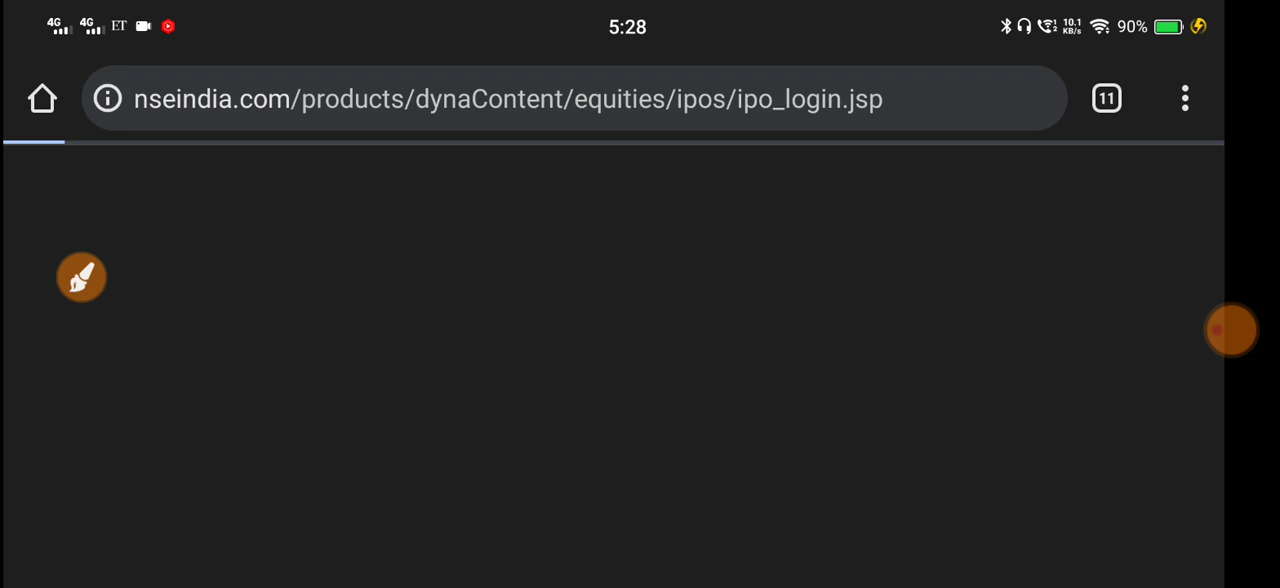 4G 4G ET 5:28 10.1 KB/s 90%
nseindia.com/products/dynaContent/equities/ipos/ipo_login.jsp 11